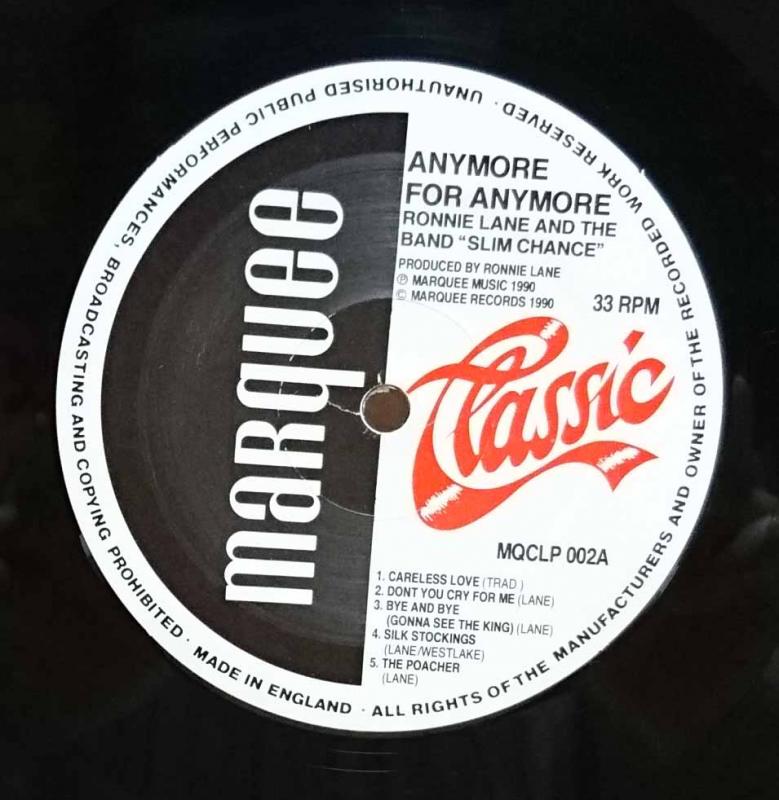 ANYMORE
FOR ANYMORE
RONNIE LANE AND THE
BAND "SLIM CHANCE"
PRODUCED BY RONNIE LANE
℗ MARQUEE MUSIC 1990
© MARQUEE RECORDS 1990
33 RPM
marquee
Classic
MQCLP 002A
1. CARELESS LOVE (TRAD )
2. DONT YOU CRY FOR ME (LANE)
3. BYE AND BYE
(GONNA SEE THE KING) (LANE)
4. SILK STOCKINGS
(LANE/WESTLAKE)
5. THE POACHER
(LANE)
ALL RIGHTS OF THE MANUFACTURERS AND OWNER OF THE RECORDED WORK RESERVED · UNAUTHORISED PUBLIC PERFORMANCES, BROADCASTING AND COPYING PROHIBITED · MADE IN ENGLAND ·